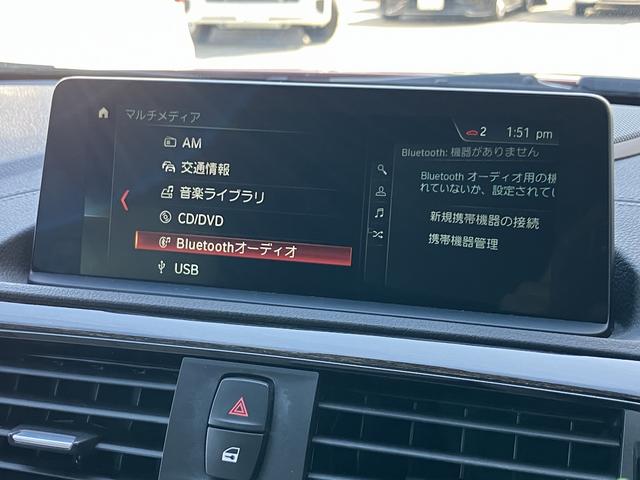 マルチメディア
2 1:51 pm
AM
交通情報
音楽ライブラリ
CD/DVD
Bluetoothオーディオ
USB
Bluetooth: 機器がありません
Bluetooth オーディオ用の機
れていないか、設定されてい
新規携帯機器の接続
携帯機器管理